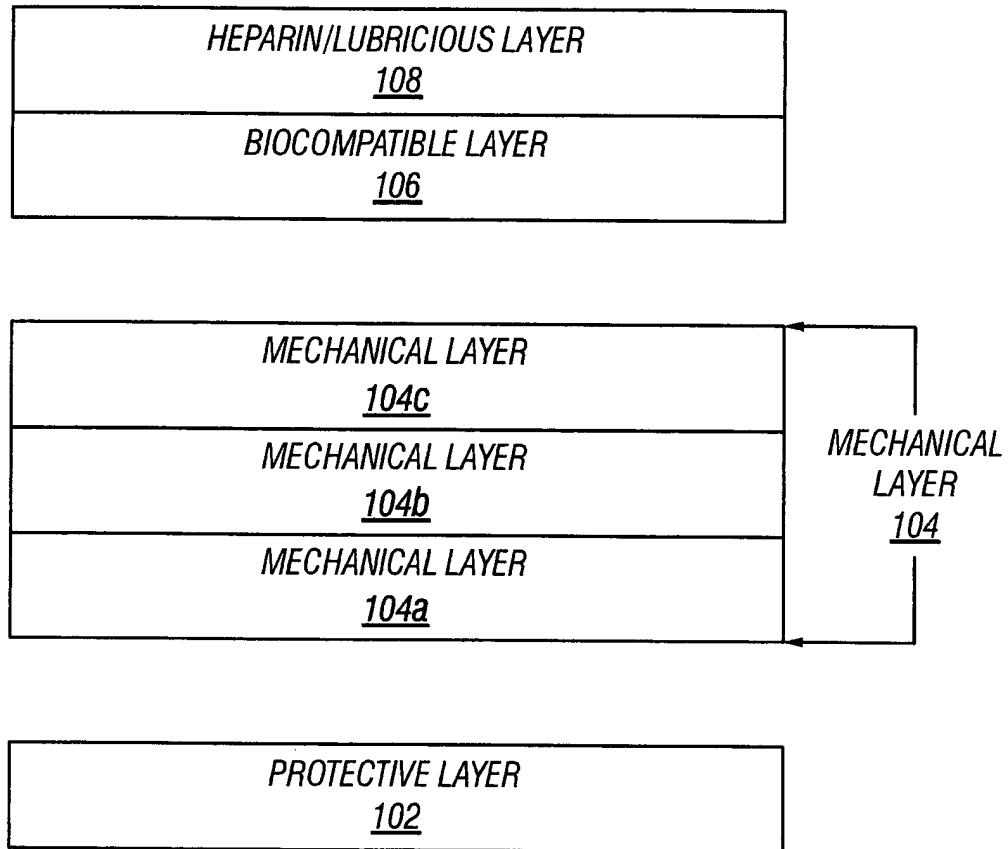 HEPARIN/LUBRICIOUS LAYER
108
BIOCOMPATIBLE LAYER
106
MECHANICAL LAYER
104c
MECHANICAL LAYER
104b
MECHANICAL LAYER
104a
MECHANICAL
LAYER
104
PROTECTIVE LAYER
102